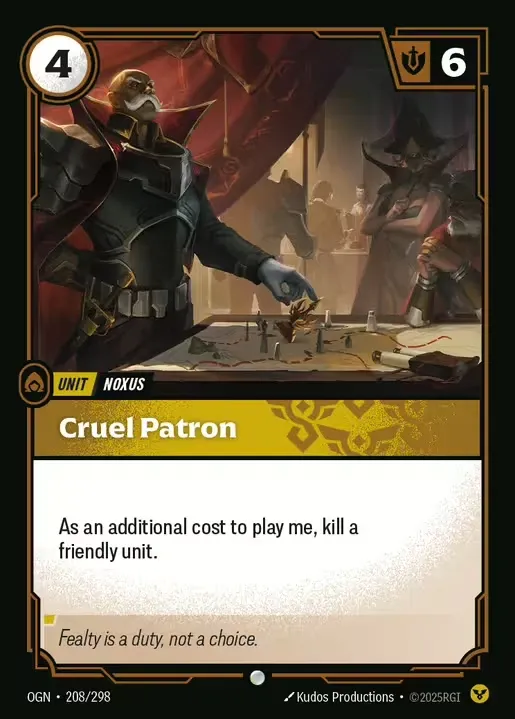 4
6
UNIT NOXUS
Cruel Patron
As an additional cost to play me, kill a
friendly unit.
Fealty is a duty, not a choice.
OGN • 208/298
Kudos Productions • ©2025RGI